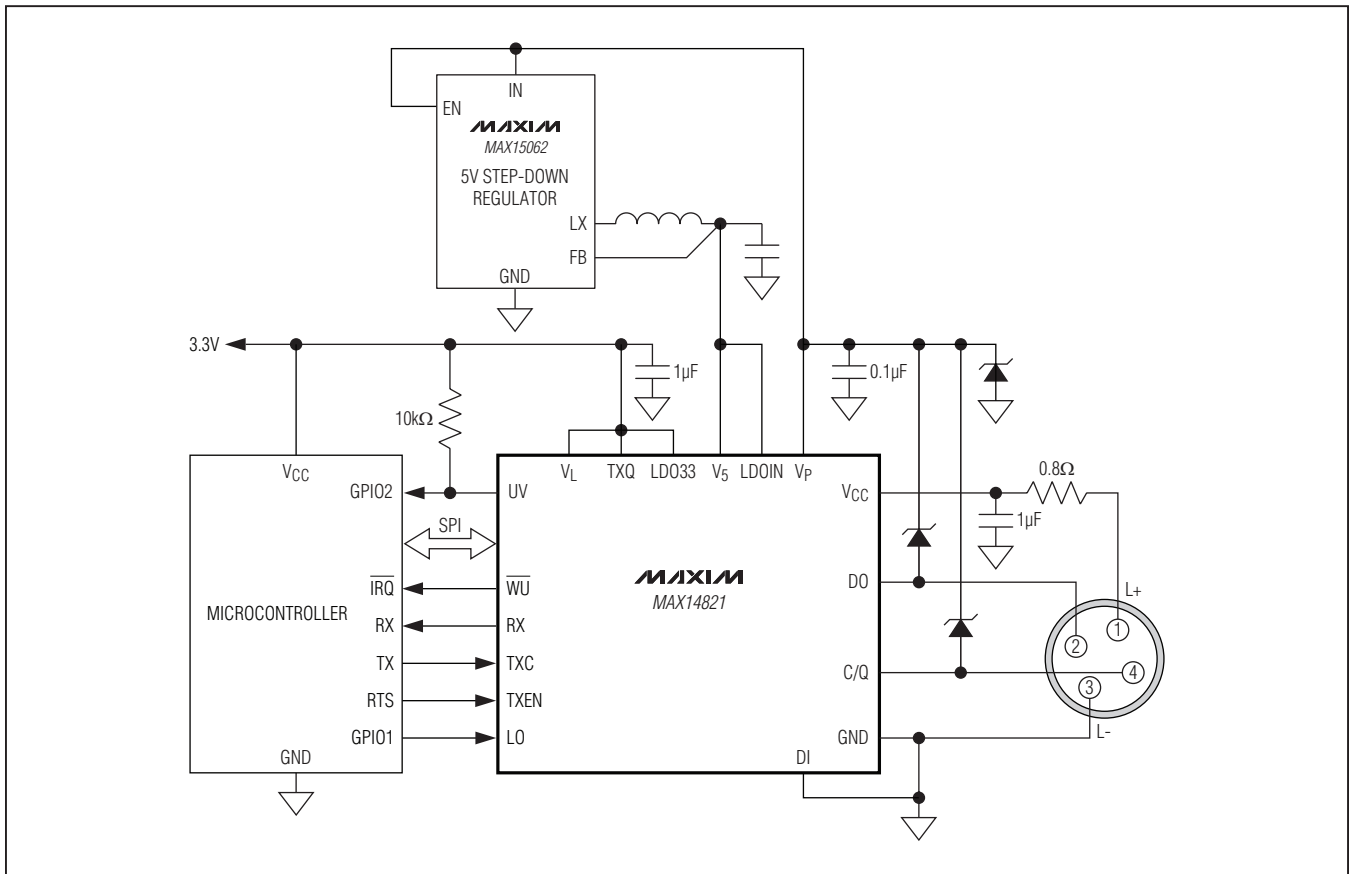 IN
EN
MAXIM
MAX15062
5V STEP-DOWN
REGULATOR
LX
FB
GND
3.3V
1µF
0.1µF
10kΩ
VCC
GPIO2
SPI
IRQ
MICROCONTROLLER
RX
TX
RTS
GPIO1
GND
VL
TXQ
LDO33
V5
LDOIN
VP
UV
WU
RX
TXC
TXEN
LO
MAXIM
MAX14821
VCC
DO
C/Q
GND
DI
0.8Ω
1µF
L+
1
2
4
3
L-